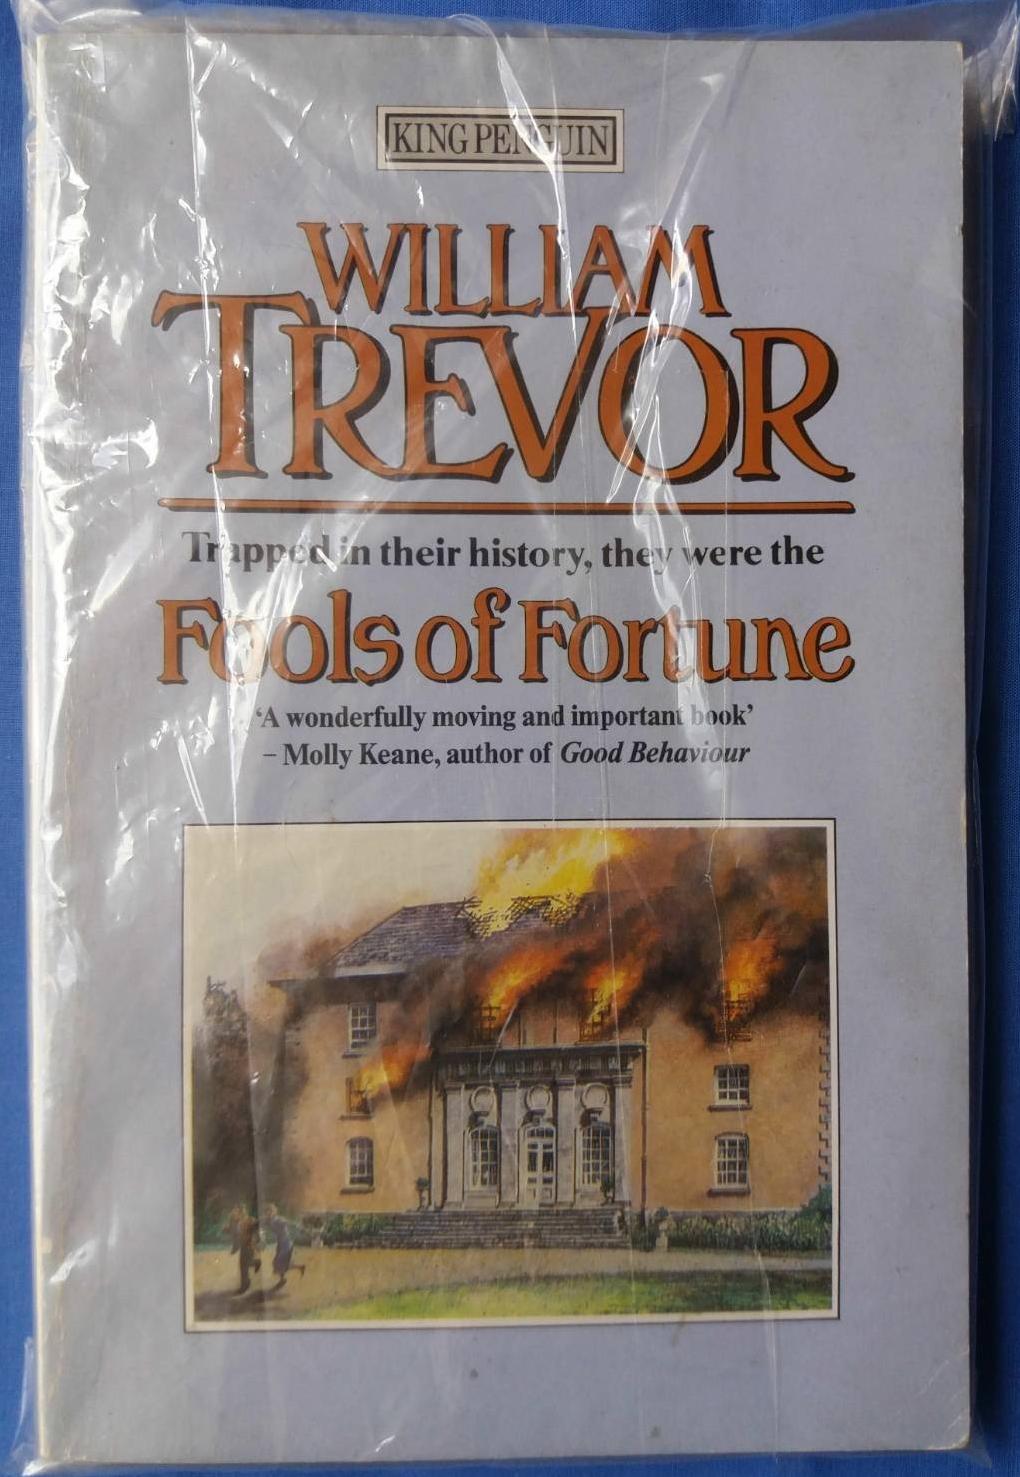 KING PENGUIN
WILLIAM
TREVOR
Trapped in their history, they were the
Fools of Fortune
‘A wonderfully moving and important book’
– Molly Keane, author of Good Behaviour